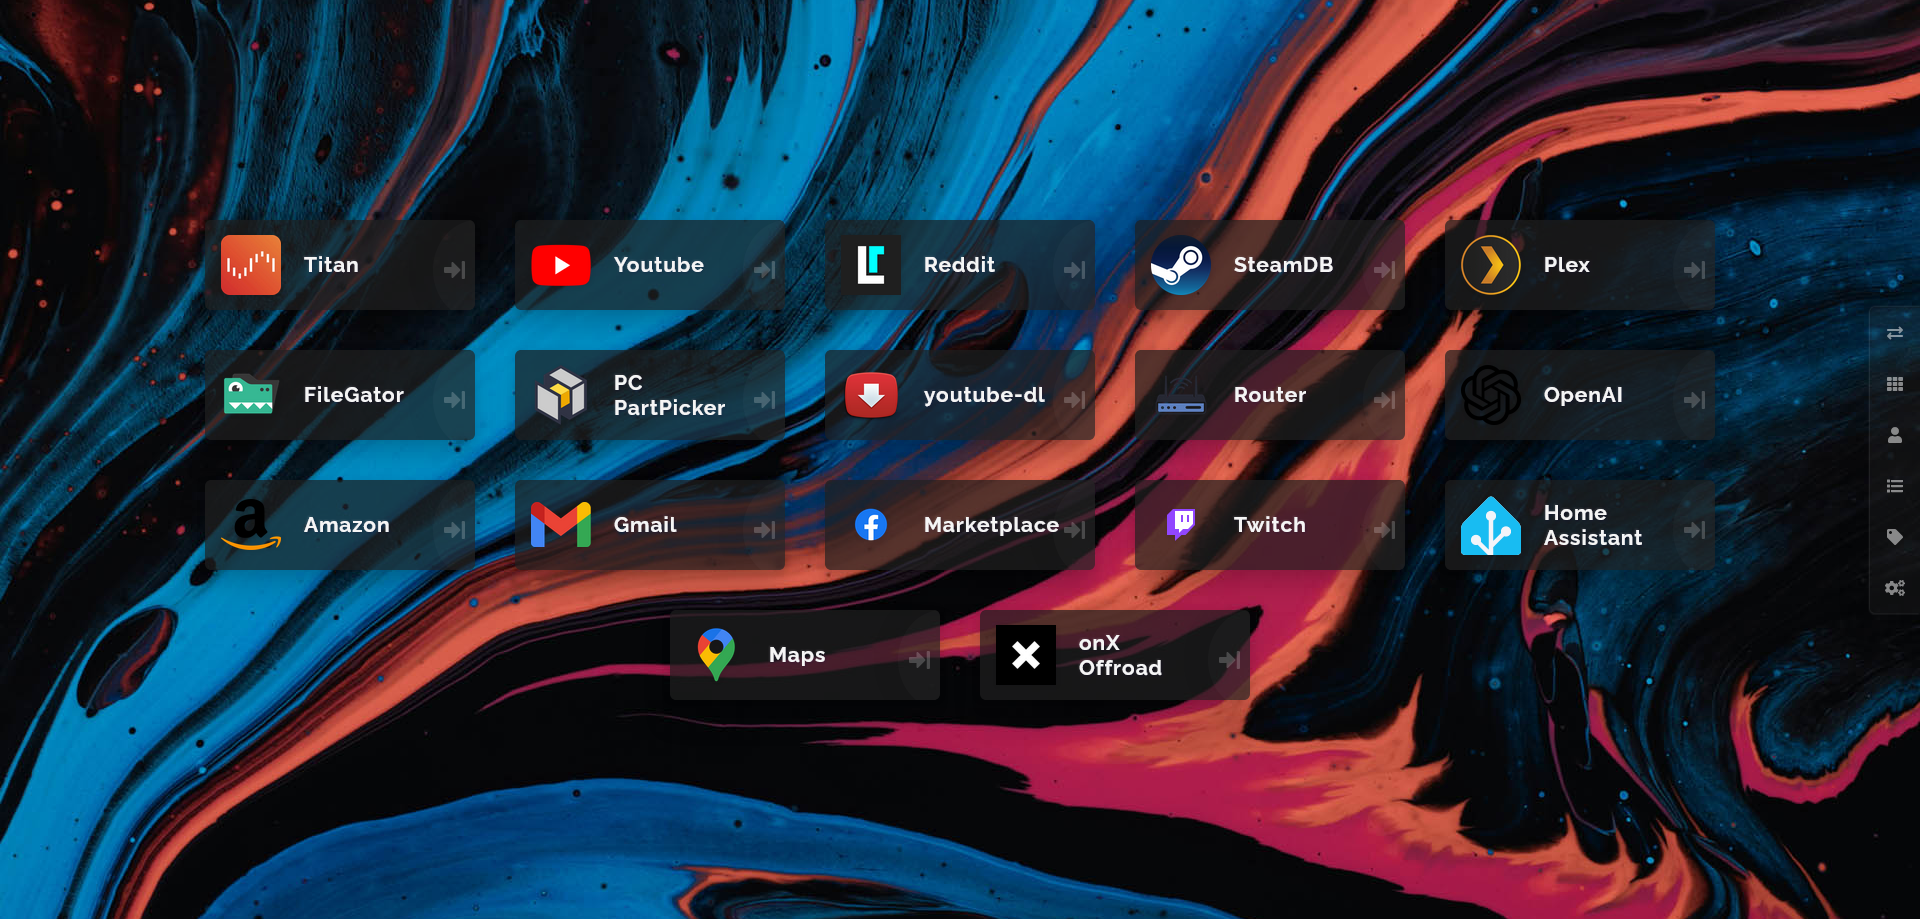 Titan
Youtube
Reddit
SteamDB
Plex
FileGator
PC
PartPicker
youtube-dl
Router
OpenAI
Amazon
Gmail
Marketplace
Twitch
Home
Assistant
Maps
onX
Offroad